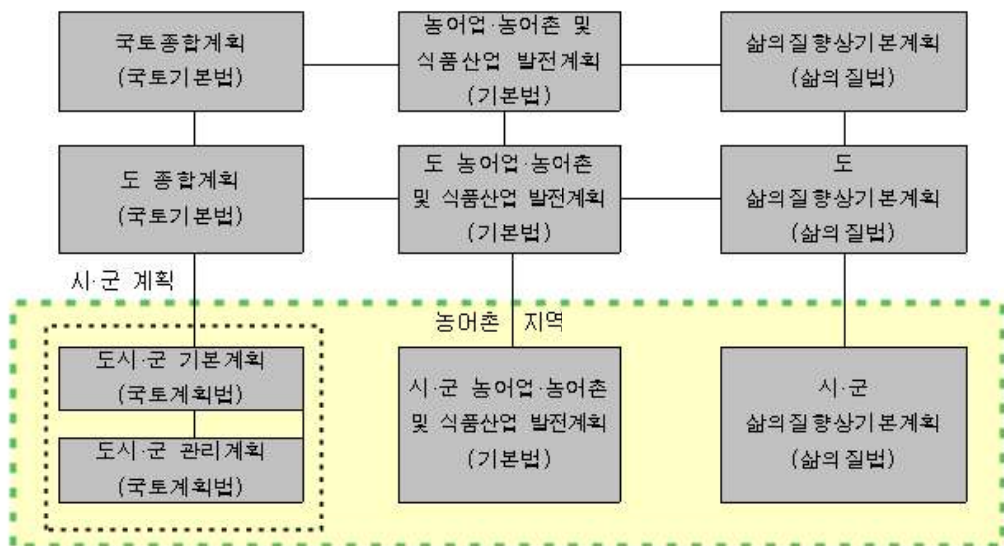 국토종합계획
(국토기본법)
농어업·농어촌 및
식품산업 발전계획
(기본법)
삶의질향상기본계획
(삶의질법)
도 종합계획
(국토기본법)
도 농어업·농어촌
및 식품산업 발전계획
(기본법)
도
삶의질향상기본계획
(삶의질법)
시·군 계획
농어촌 지역
도시·군 기본계획
(국토계획법)
도시·군 관리계획
(국토계획법)
시·군 농어업·농어촌
및 식품산업 발전계획
(기본법)
시·군
삶의질향상기본계획
(삶의질법)